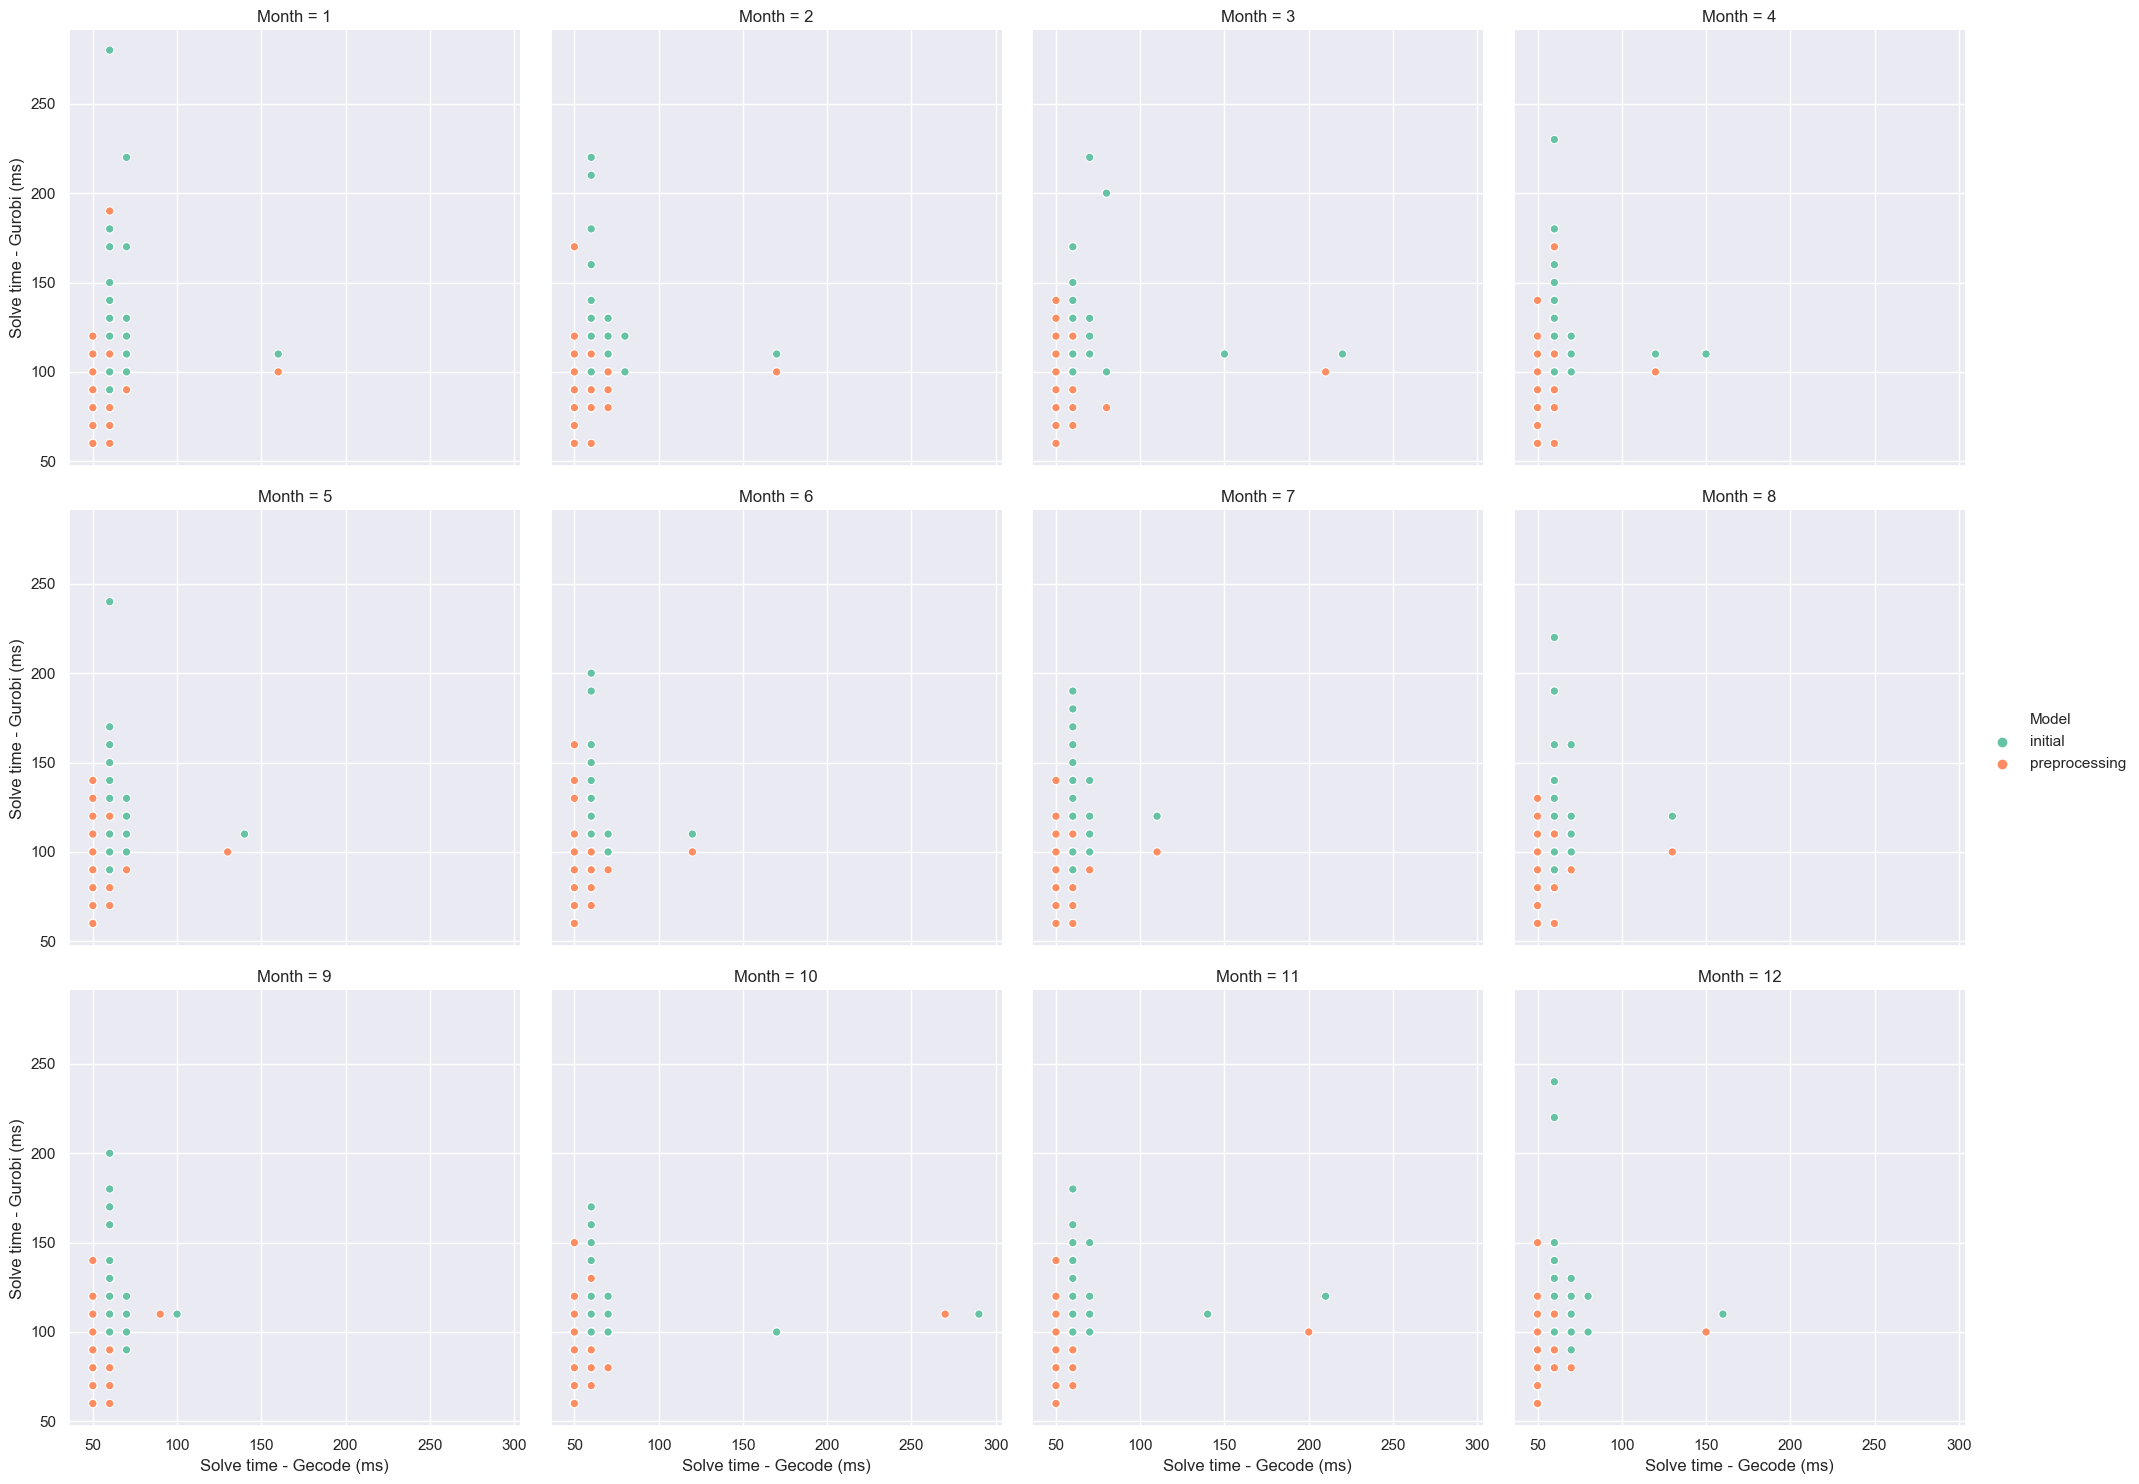 Month = 1
Month = 2
Month = 3
Month = 4
250
200
150
100
50
Solve time - Gurobi (ms)
Month = 5
Month = 6
Month = 7
Month = 8
250
200
150
100
50
Solve time - Gurobi (ms)
Model
initial
preprocessing
Month = 9
Month = 10
Month = 11
Month = 12
250
200
150
100
50
Solve time - Gurobi (ms)
50 100 150 200 250 300
50 100 150 200 250 300
50 100 150 200 250 300
50 100 150 200 250 300
Solve time - Gecode (ms)
Solve time - Gecode (ms)
Solve time - Gecode (ms)
Solve time - Gecode (ms)